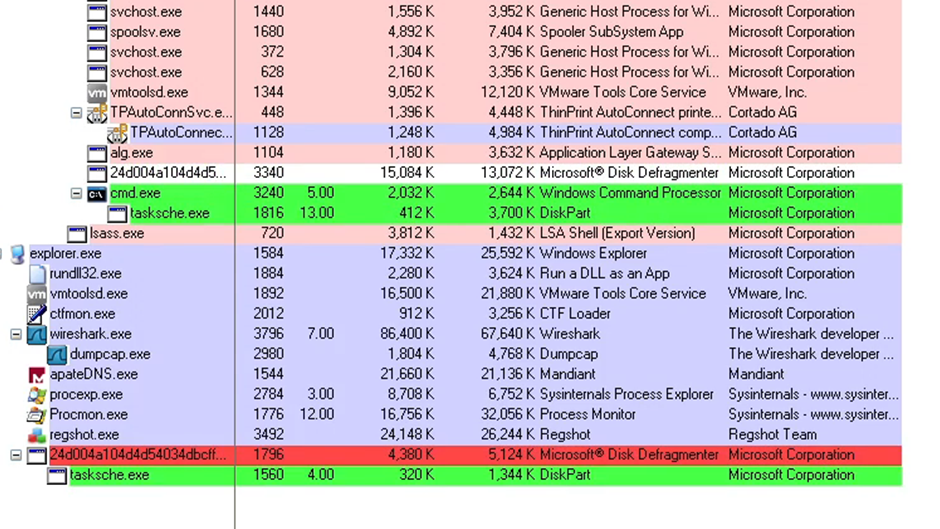 svchost.exe 1440 1,556 K 3,952 K Generic Host Process for Wi... Microsoft Corporation
spoolsv.exe 1680 4,892 K 7,404 K Spooler SubSystem App Microsoft Corporation
svchost.exe 372 1,304 K 3,796 K Generic Host Process for Wi... Microsoft Corporation
svchost.exe 628 2,160 K 3,356 K Generic Host Process for Wi... Microsoft Corporation
vm vmtoolsd.exe 1344 9,052 K 12,120 K VMware Tools Core Service VMware, Inc.
TPAutoConnSvc.e... 448 1,396 K 4,448 K ThinPrint AutoConnect printe... Cortado AG
TPAutoConnec... 1128 1,248 K 4,984 K ThinPrint AutoConnect comp... Cortado AG
alg.exe 1104 1,180 K 3,632 K Application Layer Gateway S... Microsoft Corporation
24d004a104d4d5... 3340 15,084 K 13,072 K Microsoft® Disk Defragmenter Microsoft Corporation
C:\ cmd.exe 3240 5.00 2,032 K 2,644 K Windows Command Processor Microsoft Corporation
tasksche.exe 1816 13.00 412 K 3,700 K DiskPart Microsoft Corporation
lsass.exe 720 3,812 K 1,432 K LSA Shell (Export Version) Microsoft Corporation
explorer.exe 1584 17,332 K 25,592 K Windows Explorer Microsoft Corporation
rundll32.exe 1884 2,280 K 3,624 K Run a DLL as an App Microsoft Corporation
vm vmtoolsd.exe 1892 16,500 K 22,880 K VMware Tools Core Service VMware, Inc.
ctfmon.exe 2012 912 K 3,256 K CTF Loader Microsoft Corporation
wireshark.exe 3796 7.00 86,400 K 67,640 K Wireshark The Wireshark developer ...
dumpcap.exe 2980 1,804 K 4,768 K Dumpcap The Wireshark developer ...
apateDNS.exe 1544 21,660 K 21,136 K Mandiant Mandiant
procexp.exe 2784 3.00 8,708 K 6,752 K Sysinternals Process Explorer Sysinternals - www.sysinter...
Procmon.exe 1776 12.00 16,756 K 32,056 K Process Monitor Sysinternals - www.sysinter...
regshot.exe 3492 24,148 K 26,244 K Regshot Regshot Team
24d004a104d4d54034dbcff... 1796 4,380 K 5,124 K Microsoft® Disk Defragmenter Microsoft Corporation
tasksche.exe 1560 4.00 320 K 1,344 K DiskPart Microsoft Corporation